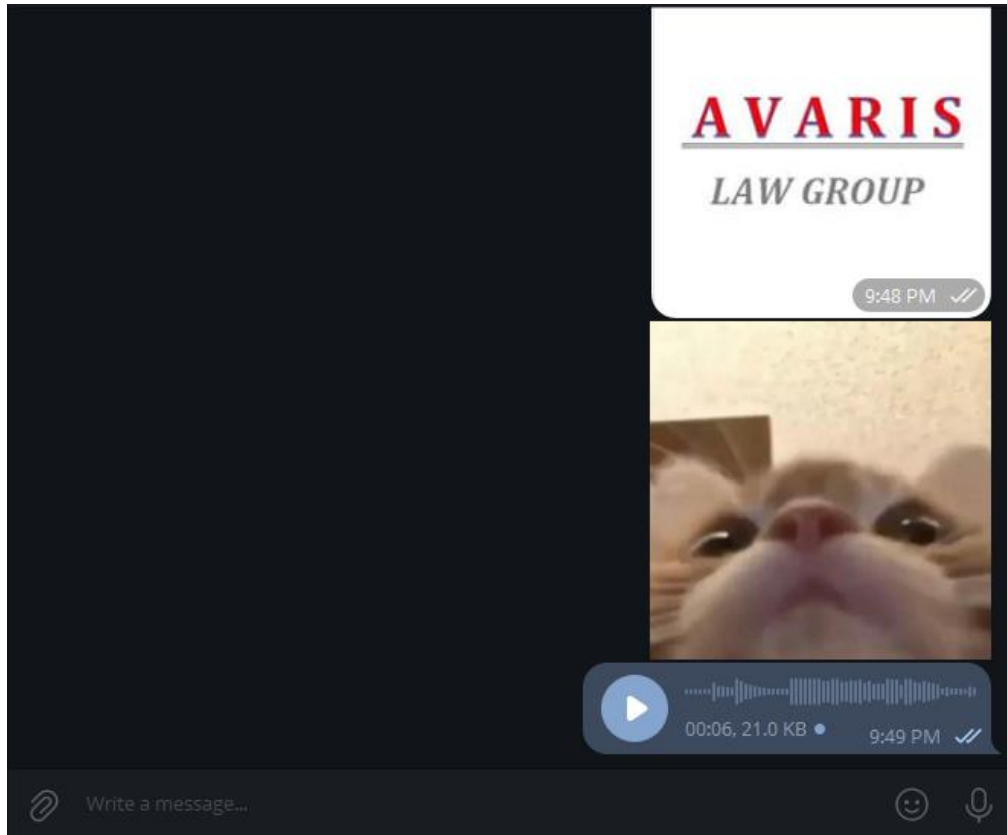 AVARIS
LAW GROUP
9:48 PM
00:06, 21.0 KB
9:49 PM
Write a message...